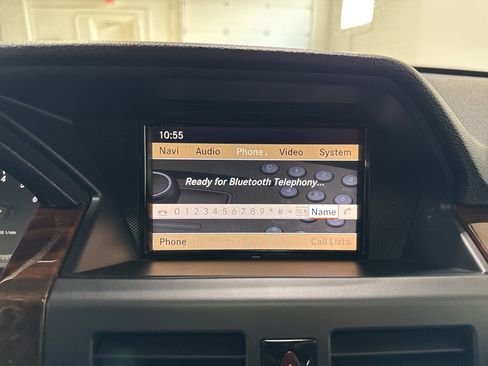 10:55
Navi Audio Phone Video System
Ready for Bluetooth Telephony...
0 1 2 3 4 5 6 7 8 9 * # + Name
Phone Call Lists